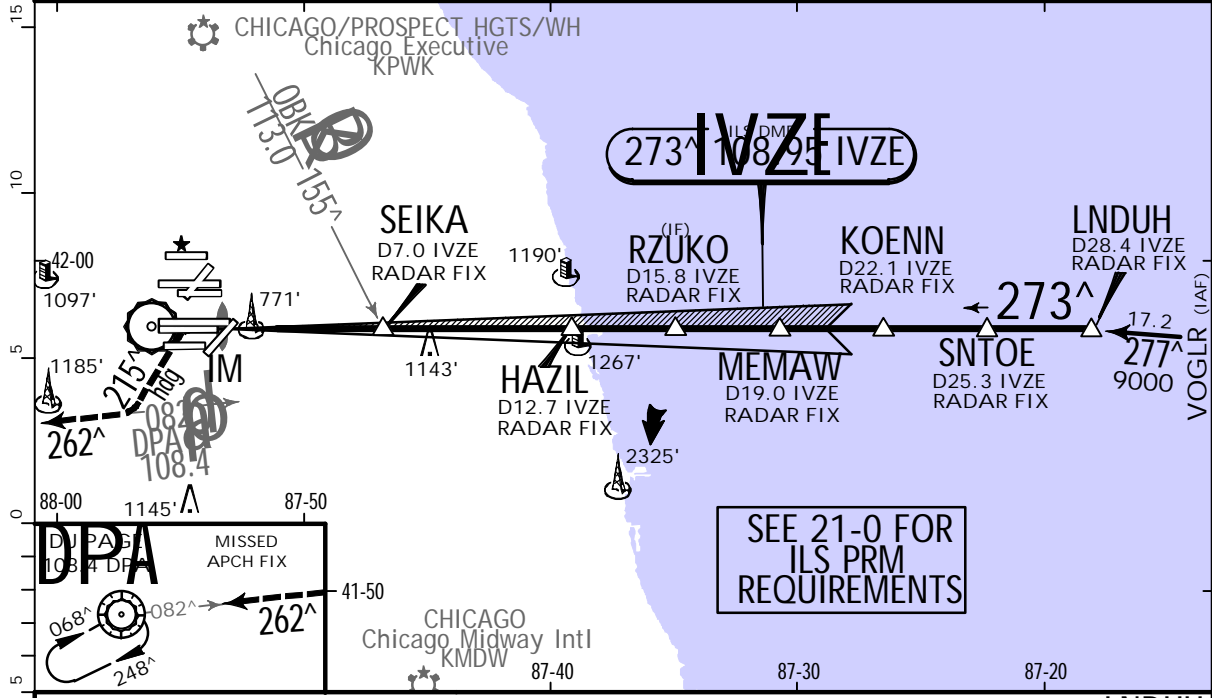 15
CHICAGO/PROSPECT HGTS/WH
Chicago Executive
KPWK
OBK
113.0
155^
IVZE
ILS DME
273^ 108.95 IVZE
10
SEIKA
D7.0 IVZE
RADAR FIX
1190'
(IF)
RZUKO
D15.8 IVZE
RADAR FIX
KOENN
D22.1 IVZE
RADAR FIX
LNDUH
D28.4 IVZE
RADAR FIX
42-00
1097'
771'
273^
17.2
277^
9000
VOGLR (IAF)
5
1185'
215^
hdg
IM
1143'
HAZIL
D12.7 IVZE
RADAR FIX
1267'
MEMAW
D19.0 IVZE
RADAR FIX
SNTOE
D25.3 IVZE
RADAR FIX
262^
082^
DPA
108.4
2325'
88-00
1145'
87-50
0
DPA
DUPAGE
108.4 DPA
MISSED
APCH FIX
SEE 21-0 FOR
ILS PRM
REQUIREMENTS
41-50
068^
082^
262^
248^
CHICAGO
Chicago Midway Intl
KMDW
87-40
87-30
87-20
5